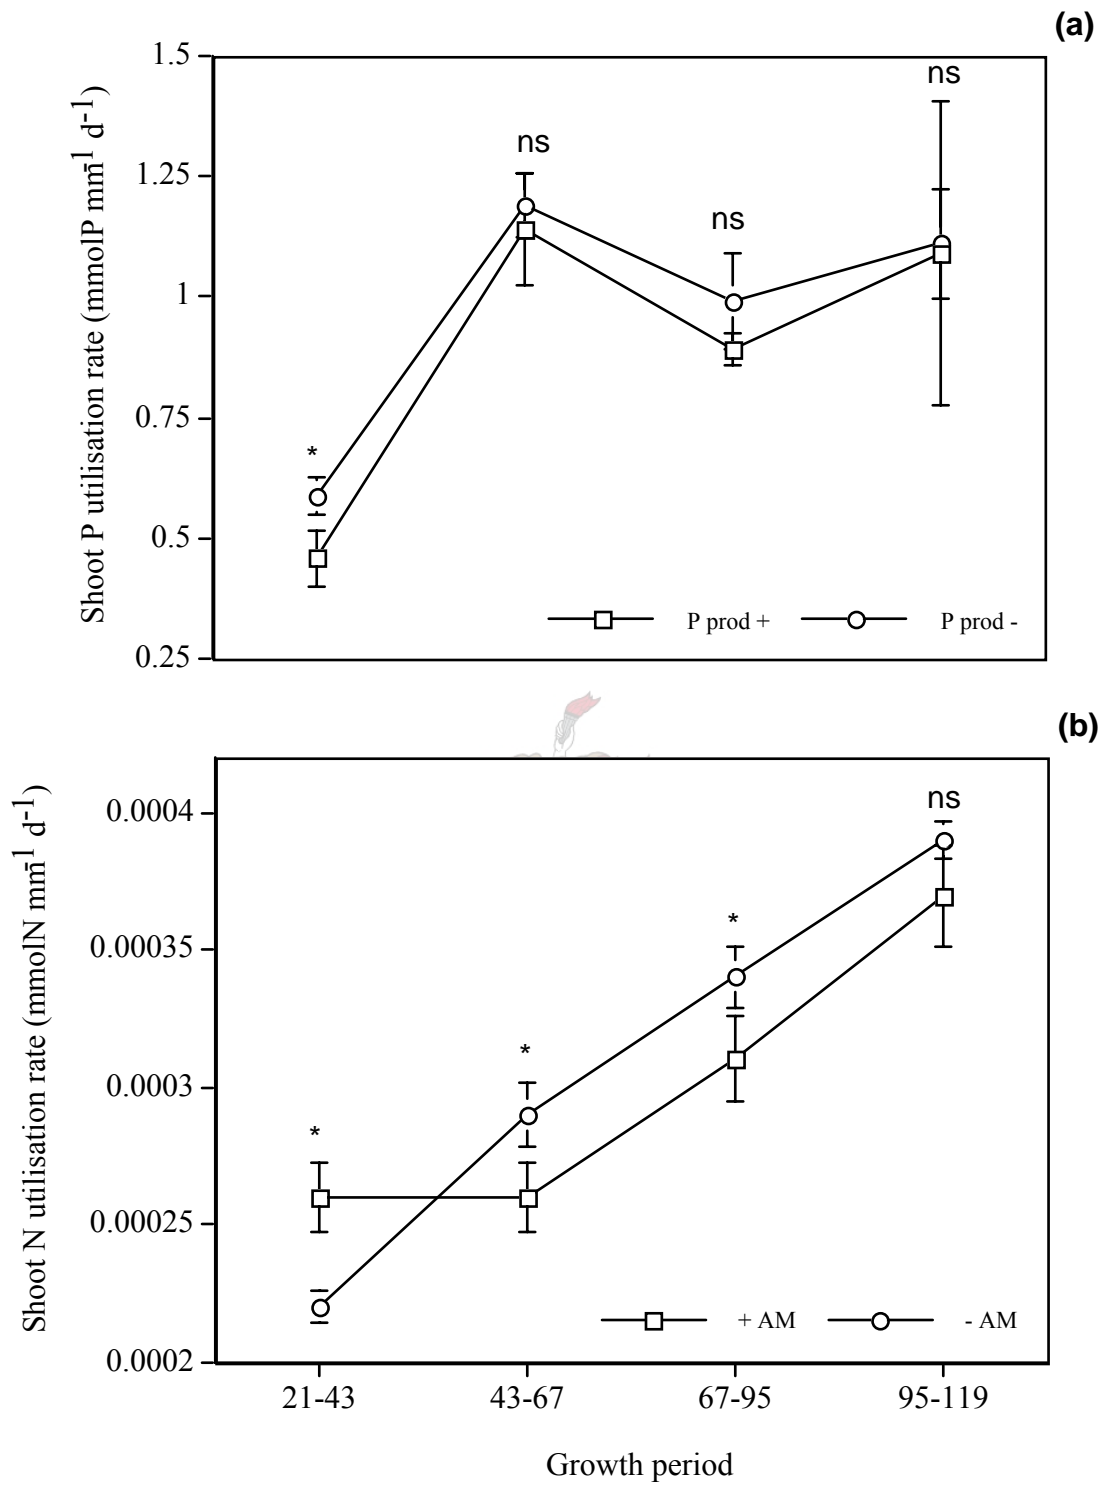 (a)
1.5
1.25
1
0.75
0.5
0.25
Shoot P utilisation rate (mmolP mm-1 d-1)
ns
ns
ns
*
P prod +
P prod -
(b)
0.0004
0.00035
0.0003
0.00025
0.0002
Shoot N utilisation rate (mmolN mm-1 d-1)
ns
*
*
*
+ AM
- AM
21-43
43-67
67-95
95-119
Growth period